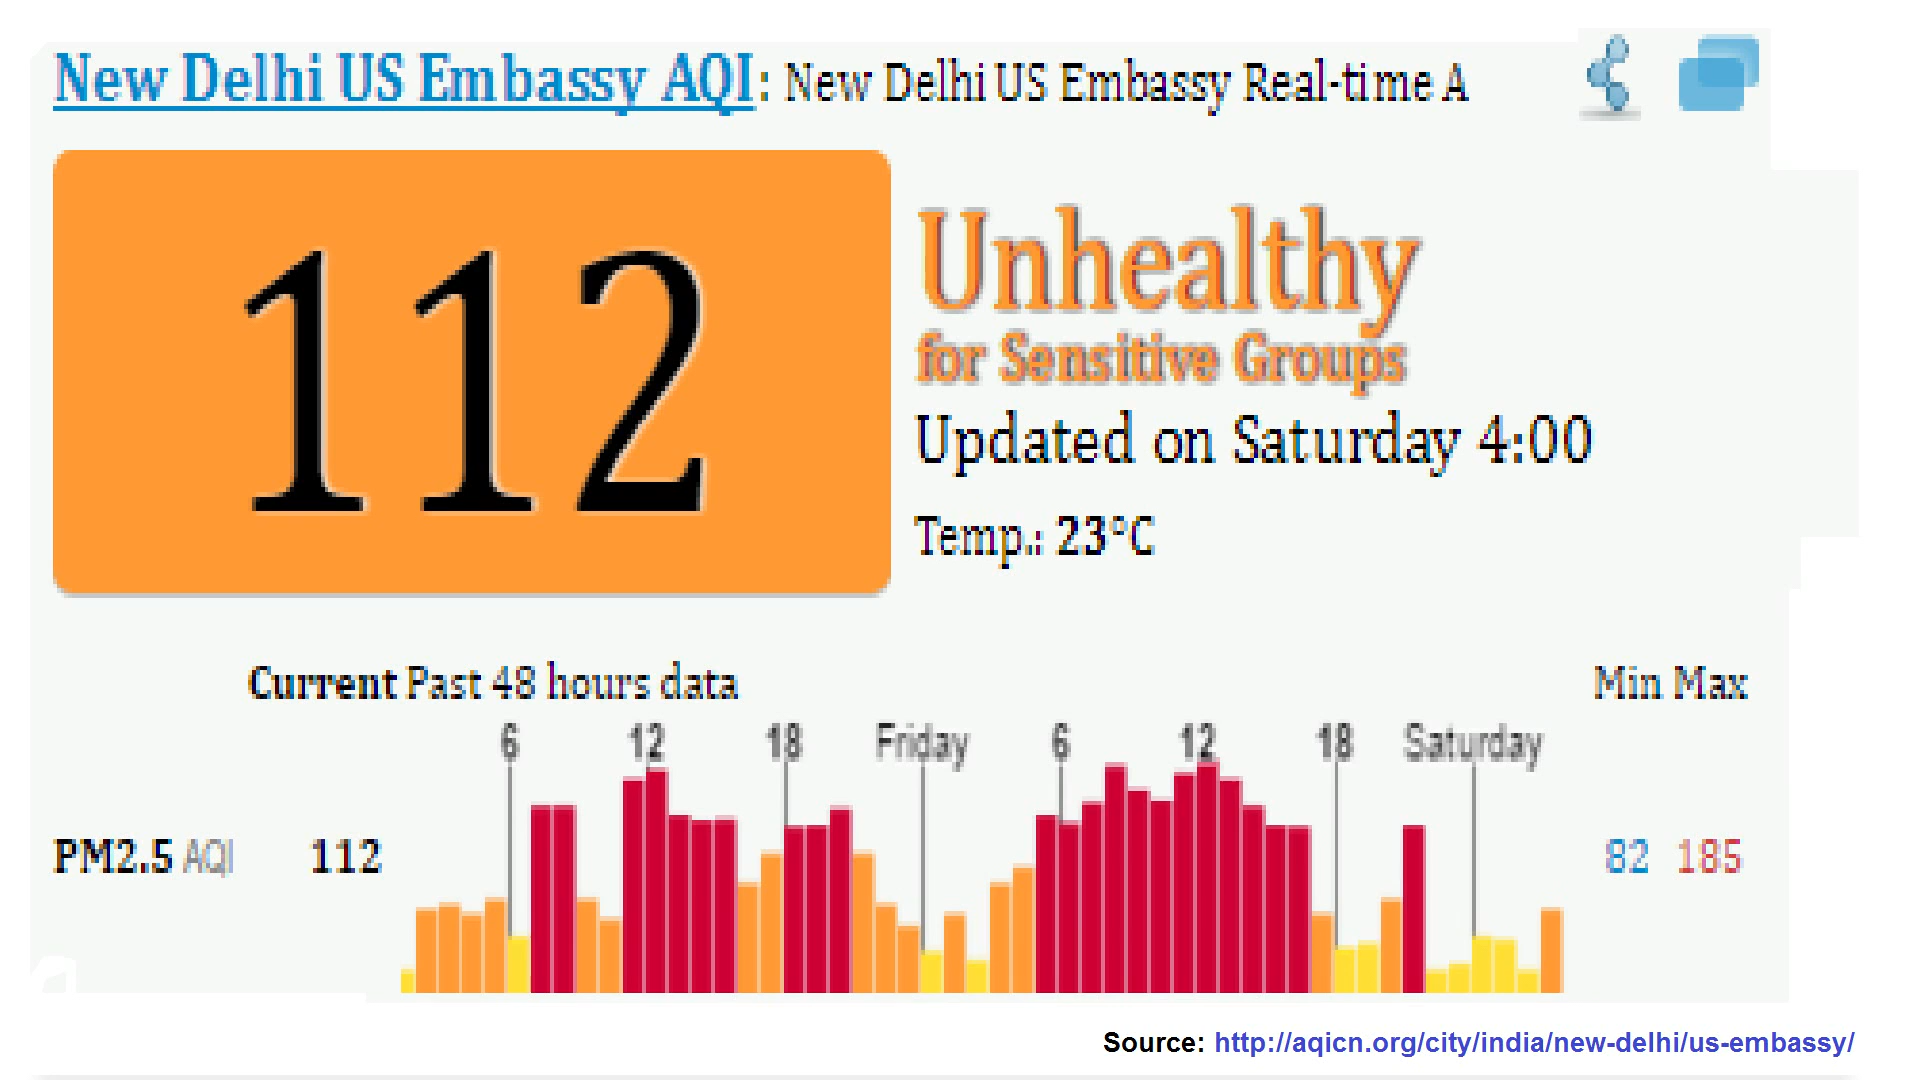 New Delhi US Embassy AQI: New Delhi US Embassy Real-time A
112
Unhealthy
for Sensitive Groups
Updated on Saturday 4:00
Temp.: 23°C
Current Past 48 hours data Min Max
6 12 18 Friday 6 12 18 Saturday
PM2.5 AQI 112 82 185
Source: http://aqicn.org/city/india/new-delhi/us-embassy/